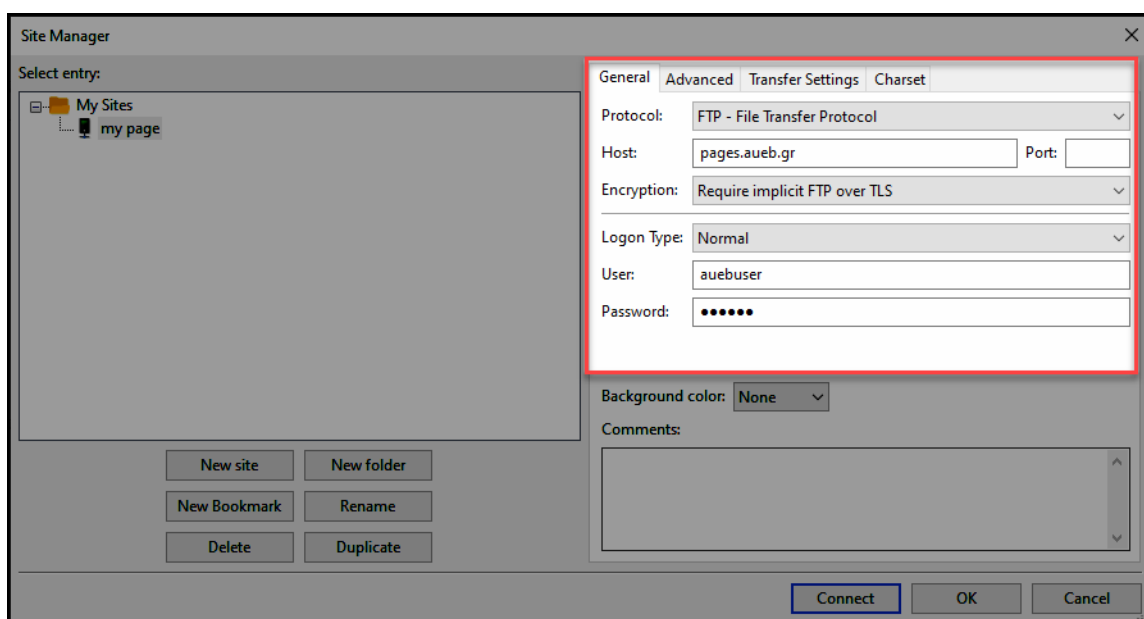 Site Manager
Select entry:
My Sites
my page
New site
New folder
New Bookmark
Rename
Delete
Duplicate
General
Advanced
Transfer Settings
Charset
Protocol:
FTP - File Transfer Protocol
Host:
pages.aueb.gr
Port:
Encryption:
Require implicit FTP over TLS
Logon Type:
Normal
User:
auebuser
Password:
●●●●●●
Background color:
None
Comments:
Connect
OK
Cancel